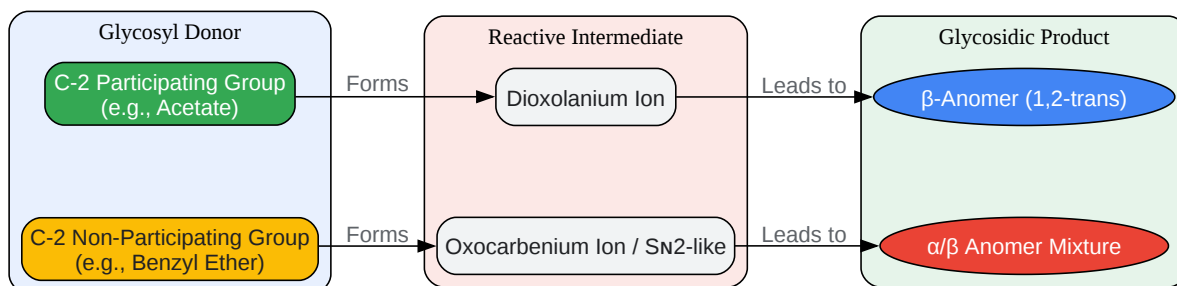 Glycosyl Donor
Reactive Intermediate
Glycosidic Product
C-2 Participating Group
(e.g., Acetate)
Forms
Dioxolanium Ion
Leads to
β-Anomer (1,2-trans)
C-2 Non-Participating Group
(e.g., Benzyl Ether)
Forms
Oxocarbenium Ion / Sɴ2-like
Leads to
α/β Anomer Mixture